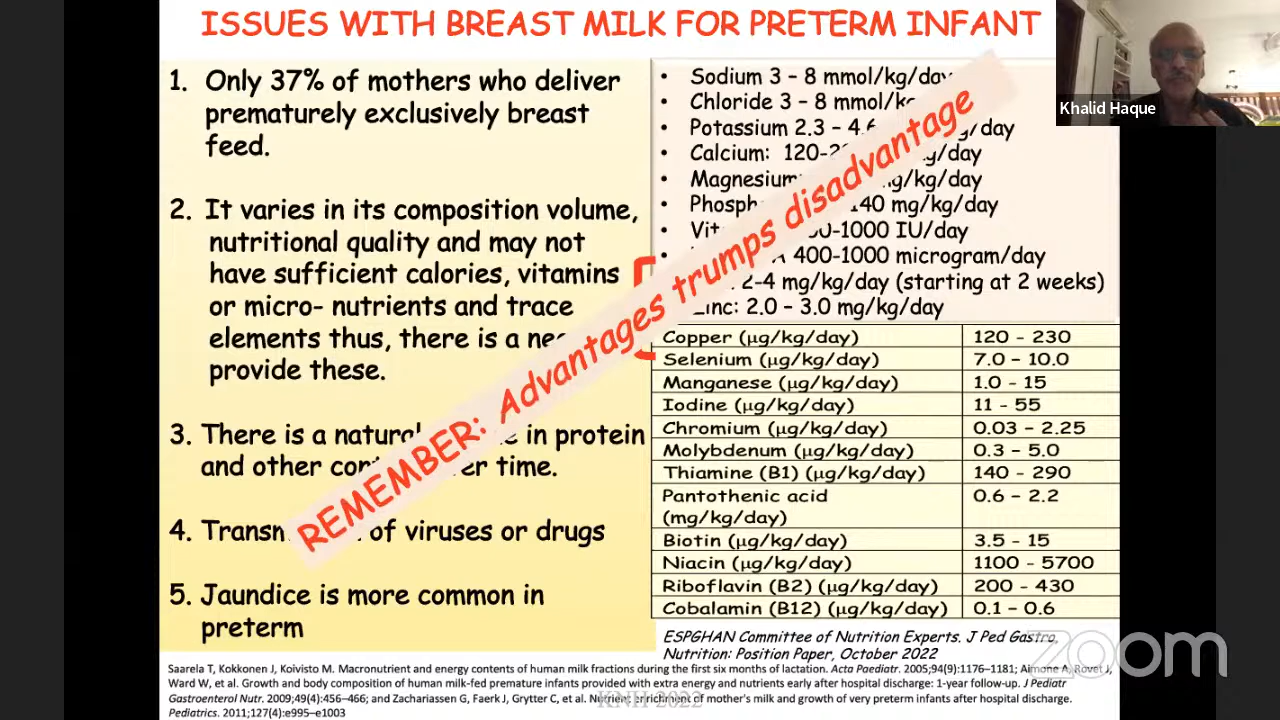 ISSUES WITH BREAST MILK FOR PRETERM INFANT
1. Only 37% of mothers who deliver
prematurely exclusively breast
feed.
2. It varies in its composition volume,
nutritional quality and may not
have sufficient calories, vitamins
or micro- nutrients and trace
elements thus, there is a
provide these.
3. There is a natural in protein
and other over time.
4. of viruses or drugs
5. Jaundice is more common in
preterm
• Sodium 3 – 8 mmol/kg/day
• Chloride 3 – 8
• Potassium 2.3 – 4.6 /day
• Calcium: /kg/day
• Magnesium /kg/day
• 140 mg/kg/day
• -1000 IU/day
• A 400-1000 microgram/day
2-4 mg/kg/day (starting at 2 weeks)
Zinc: 2.0 – 3.0 mg/kg/day
REMEMBER: Advantages trumps disadvantage
Copper (µg/kg/day) 120 - 230
Selenium (µg/kg/day) 7.0 - 10.0
Manganese (µg/kg/day) 1.0 - 15
Iodine (µg/kg/day) 11 - 55
Chromium (µg/kg/day) 0.03 - 2.25
Molybdenum (µg/kg/day) 0.3 - 5.0
Thiamine (B1) (µg/kg/day) 140 - 290
Pantothenic acid 0.6 – 2.2
(mg/kg/day)
Biotin (µg/kg/day) 3.5 - 15
Niacin (µg/kg/day) 1100 - 5700
Riboflavin (B2) (µg/kg/day) 200 - 430
Cobalamin (B12) (µg/kg/day) 0.1 – 0.6
ESPGHAN Committee of Nutrition Experts. J Ped Gastro,
Nutrition: Position Paper, October 2022
Saarela T, Kokkonen J, Koivisto M. Macronutrient and energy contents of human milk fractions during the first six months of lactation. Acta Paediatr. 2005;94(9):1176–1181; Aimone A, Rovet J,
Ward W, et al. Growth and body composition of human milk-fed premature infants provided with extra energy and nutrients early after hospital discharge: 1-year follow-up. J Pediatr
Gastroenterol Nutr. 2009;49(4):456–466; and Zachariassen G, Faerk J, Grytter C, et al. Nutrient enrichment of mother's milk and growth of very preterm infants after hospital discharge.
Pediatrics. 2011;127(4):e995–e1003
KNH 2022
Khalid Haque
zoom